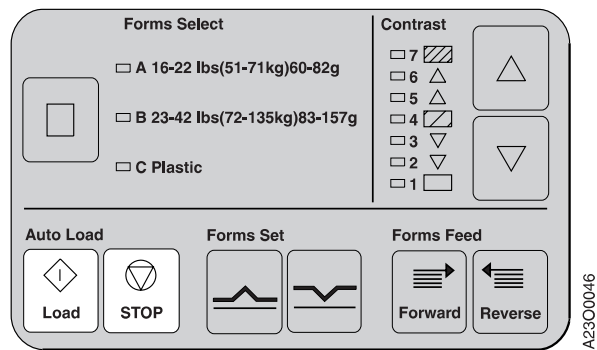 Forms Select
A 16-22 lbs(51-71kg)60-82g
B 23-42 lbs(72-135kg)83-157g
C Plastic
Contrast
7
6
5
4
3
2
1
Auto Load
Load
STOP
Forms Set
Forms Feed
Forward
Reverse
A23O0046